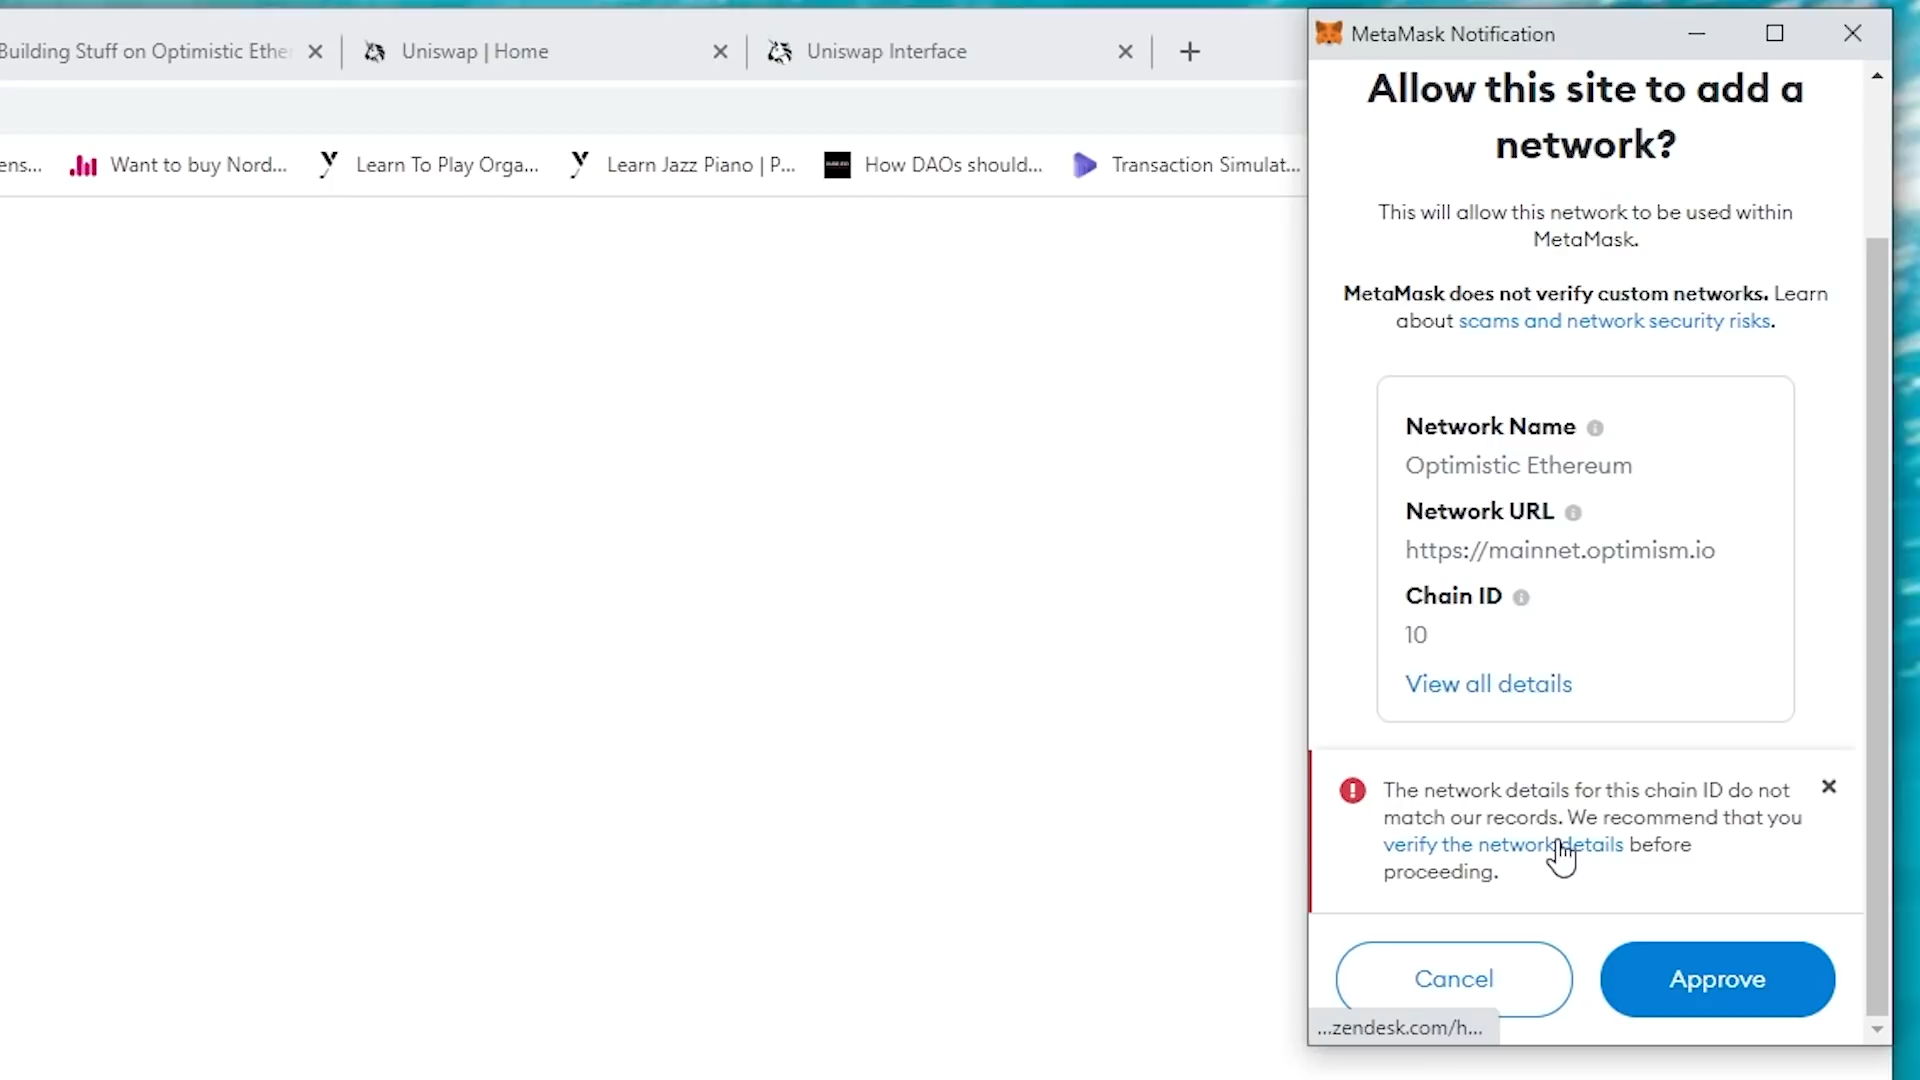 Building Stuff on Optimistic Ether
Uniswap | Home
Uniswap Interface
ens...
Want to buy Nord...
Learn To Play Orga...
Learn Jazz Piano | P...
How DAOs should...
Transaction Simulat...
MetaMask Notification
Allow this site to add a
network?
This will allow this network to be used within
MetaMask.
MetaMask does not verify custom networks. Learn
about scams and network security risks.
Network Name
Optimistic Ethereum
Network URL
https://mainnet.optimism.io
Chain ID
10
View all details
The network details for this chain ID do not
match our records. We recommend that you
verify the network details before
proceeding.
Cancel
Approve
...zendesk.com/h...